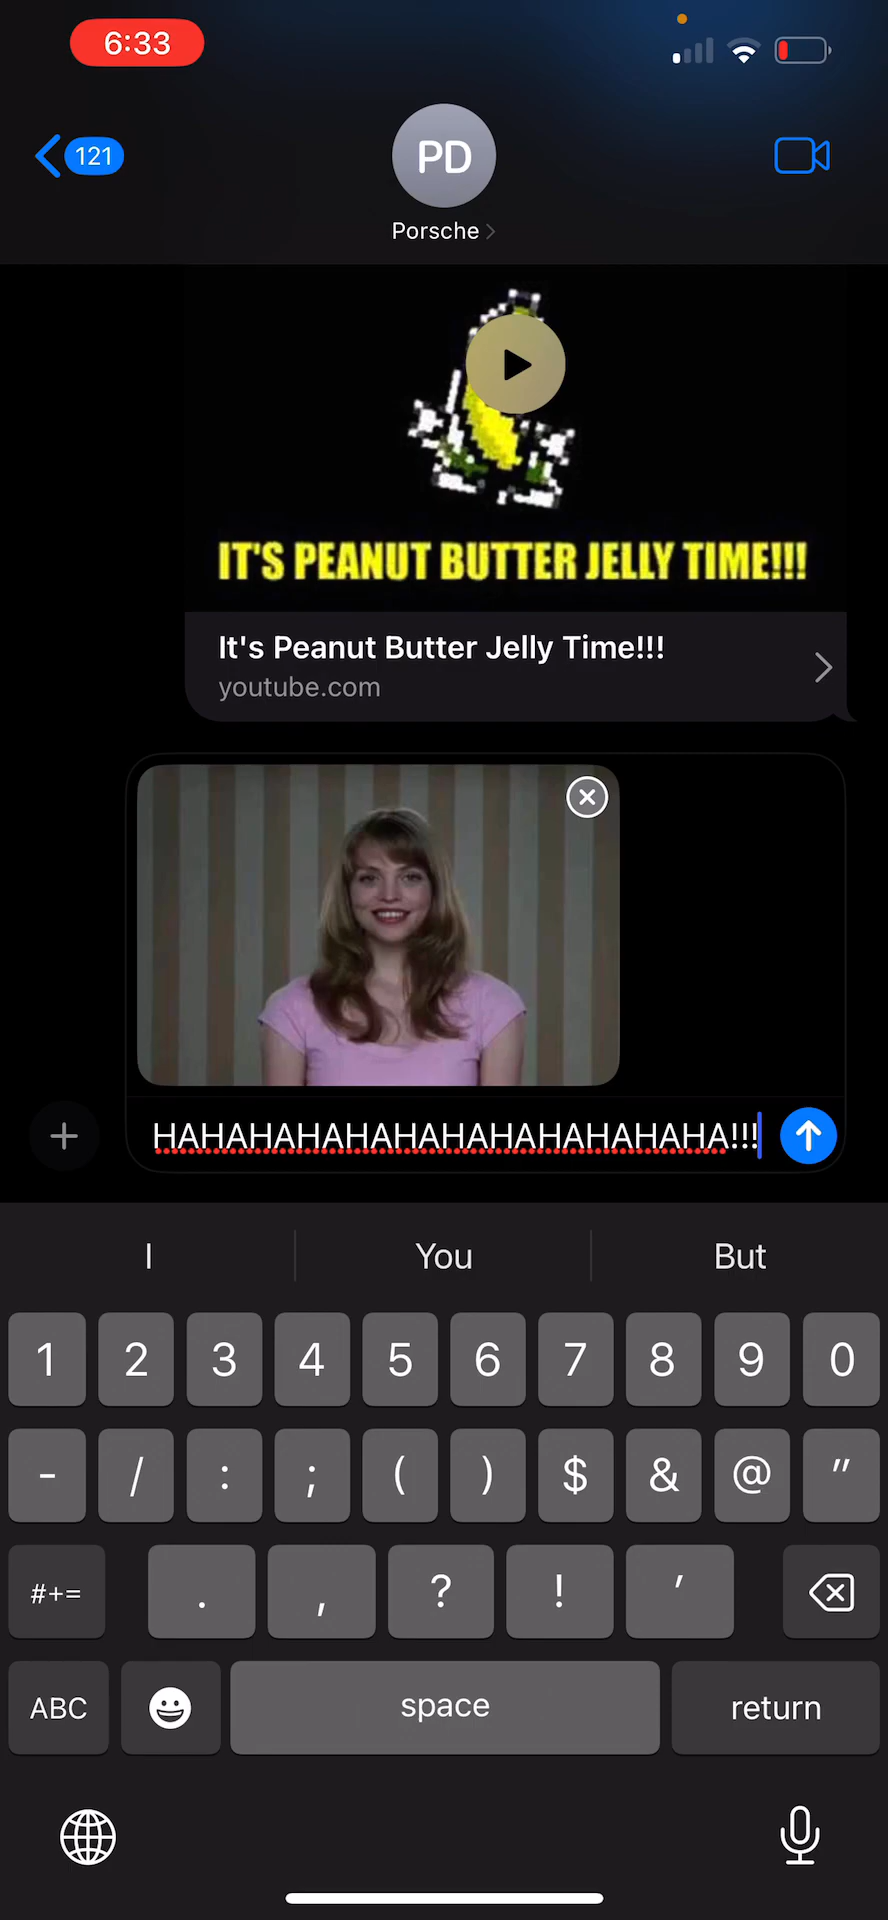 6:33
121
PD
Porsche
IT'S PEANUT BUTTER JELLY TIME!!!
It's Peanut Butter Jelly Time!!!
youtube.com
HAHAHAHAHAHAHAHAHAHAHAHA!!!
I You But
1 2 3 4 5 6 7 8 9 0
- / : ; ( ) $ & @ "
#+= . , ? ! '
ABC space return